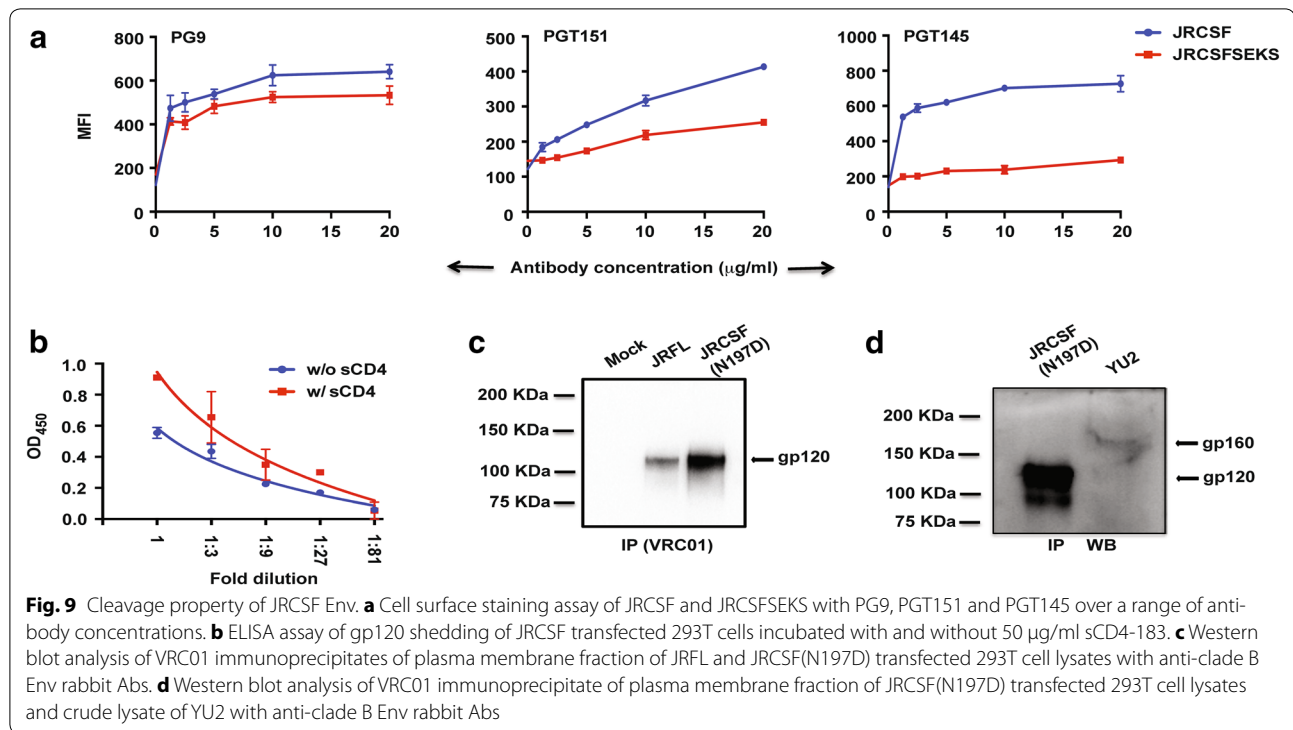 a
PG9
PGT151
PGT145
JRCSF
JRCSFSEKS
MFI
800
600
400
200
0
0 5 10 15 20
500
400
300
200
100
0
0 5 10 15 20
1000
800
600
400
200
0
0 5 10 15 20
Antibody concentration (μg/ml)
b
w/o sCD4
w/ sCD4
OD450
1.0
0.8
0.6
0.4
0.2
0.0
1 1:3 1:9 1:27 1:81
Fold dilution
c
Mock JRFL JRCSF (N197D)
200 KDa
150 KDa
100 KDa
75 KDa
gp120
IP (VRC01)
d
JRCSF (N197D) YU2
200 KDa
150 KDa
100 KDa
75 KDa
gp160
gp120
IP WB
Fig. 9 Cleavage property of JRCSF Env. a Cell surface staining assay of JRCSF and JRCSFSEKS with PG9, PGT151 and PGT145 over a range of anti-
body concentrations. b ELISA assay of gp120 shedding of JRCSF transfected 293T cells incubated with and without 50 µg/ml sCD4-183. c Western
blot analysis of VRC01 immunoprecipitates of plasma membrane fraction of JRFL and JRCSF(N197D) transfected 293T cell lysates with anti-clade B
Env rabbit Abs. d Western blot analysis of VRC01 immunoprecipitate of plasma membrane fraction of JRCSF(N197D) transfected 293T cell lysates
and crude lysate of YU2 with anti-clade B Env rabbit Abs